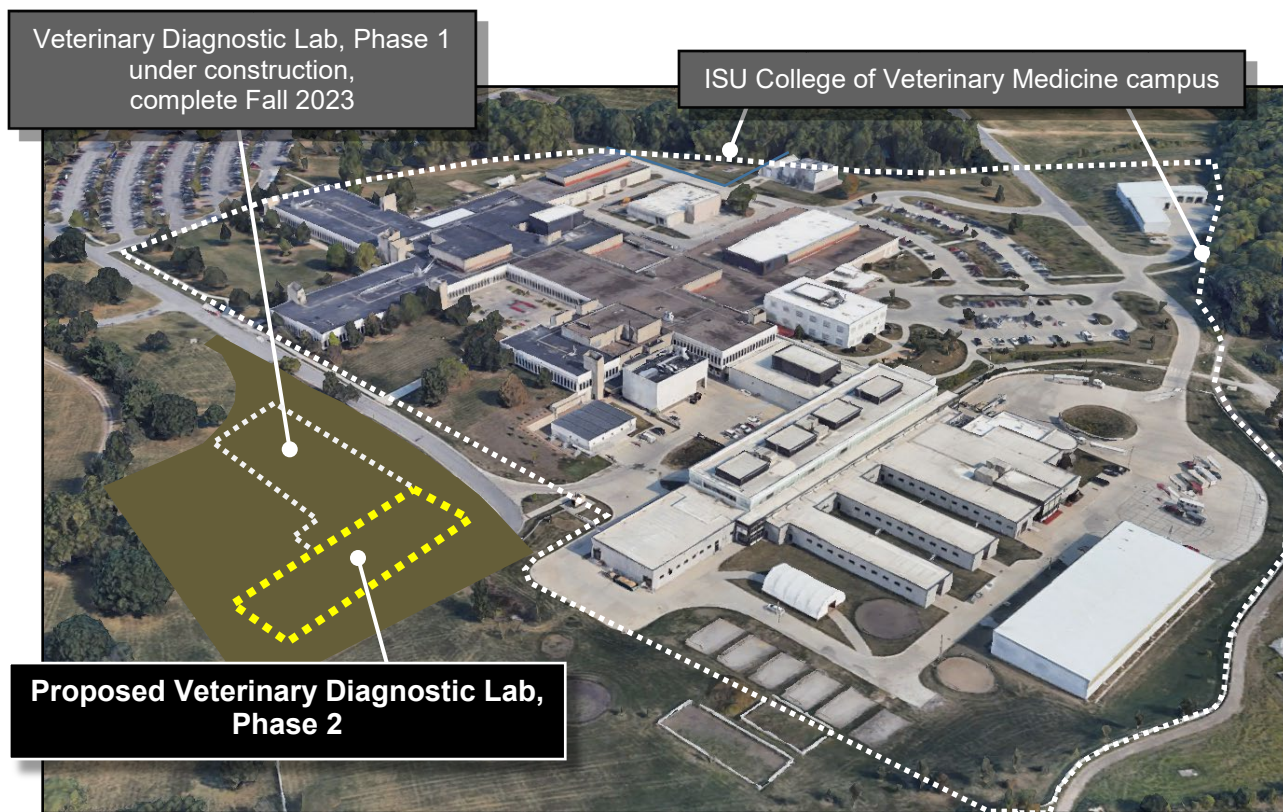 Veterinary Diagnostic Lab, Phase 1
under construction,
complete Fall 2023
ISU College of Veterinary Medicine campus
Proposed Veterinary Diagnostic Lab,
Phase 2